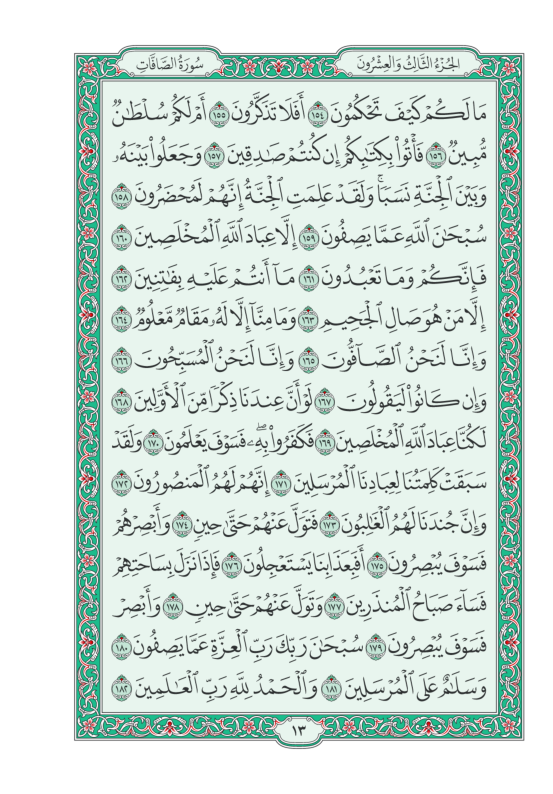 الجُزْءُ الثَّالِثُ وَالعِشْرُونَ
سُورَةُ الصَّافَّاتِ
مَا لَكُمْ كَيْفَ تَحْكُمُونَ ١٥٤ أَفَلَا تَذَكَّرُونَ ١٥٥ أَمْ لَكُمْ سُلْطَٰنٌ
مُّبِينٌ ١٥٦ فَأْتُوا۟ بِكِتَٰبِكُمْ إِن كُنتُمْ صَٰدِقِينَ ١٥٧ وَجَعَلُوا۟ بَيْنَهُۥ
وَبَيْنَ ٱلْجِنَّةِ نَسَبًاۚ وَلَقَدْ عَلِمَتِ ٱلْجِنَّةُ إِنَّهُمْ لَمُحْضَرُونَ ١٥٨
سُبْحَٰنَ ٱللَّهِ عَمَّا يَصِفُونَ ١٥٩ إِلَّا عِبَادَ ٱللَّهِ ٱلْمُخْلَصِينَ ١٦٠
فَإِنَّكُمْ وَمَا تَعْبُدُونَ ١٦١ مَآ أَنتُمْ عَلَيْهِ بِفَٰتِنِينَ ١٦٢
إِلَّا مَنْ هُوَ صَالِ ٱلْجَحِيمِ ١٦٣ وَمَا مِنَّآ إِلَّا لَهُۥ مَقَامٌ مَّعْلُومٌ ١٦٤
وَإِنَّا لَنَحْنُ ٱلصَّآفُّونَ ١٦٥ وَإِنَّا لَنَحْنُ ٱلْمُسَبِّحُونَ ١٦٦
وَإِن كَانُوا۟ لَيَقُولُونَ ١٦٧ لَوْ أَنَّ عِندَنَا ذِكْرًا مِّنَ ٱلْأَوَّلِينَ ١٦٨
لَكُنَّا عِبَادَ ٱللَّهِ ٱلْمُخْلَصِينَ ١٦٩ فَكَفَرُوا۟ بِهِۦۖ فَسَوْفَ يَعْلَمُونَ ١٧٠ وَلَقَدْ
سَبَقَتْ كَلِمَتُنَا لِعِبَادِنَا ٱلْمُرْسَلِينَ ١٧١ إِنَّهُمْ لَهُمُ ٱلْمَنصُورُونَ ١٧٢
وَإِنَّ جُندَنَا لَهُمُ ٱلْغَٰلِبُونَ ١٧٣ فَتَوَلَّ عَنْهُمْ حَتَّىٰ حِينٍ ١٧٤ وَأَبْصِرْهُمْ
فَسَوْفَ يُبْصِرُونَ ١٧٥ أَفَبِعَذَابِنَا يَسْتَعْجِلُونَ ١٧٦ فَإِذَا نَزَلَ بِسَاحَتِهِمْ
فَسَآءَ صَبَاحُ ٱلْمُنذَرِينَ ١٧٧ وَتَوَلَّ عَنْهُمْ حَتَّىٰ حِينٍ ١٧٨ وَأَبْصِرْ
فَسَوْفَ يُبْصِرُونَ ١٧٩ سُبْحَٰنَ رَبِّكَ رَبِّ ٱلْعِزَّةِ عَمَّا يَصِفُونَ ١٨٠
وَسَلَٰمٌ عَلَى ٱلْمُرْسَلِينَ ١٨١ وَٱلْحَمْدُ لِلَّهِ رَبِّ ٱلْعَٰلَمِينَ ١٨٢
١٣